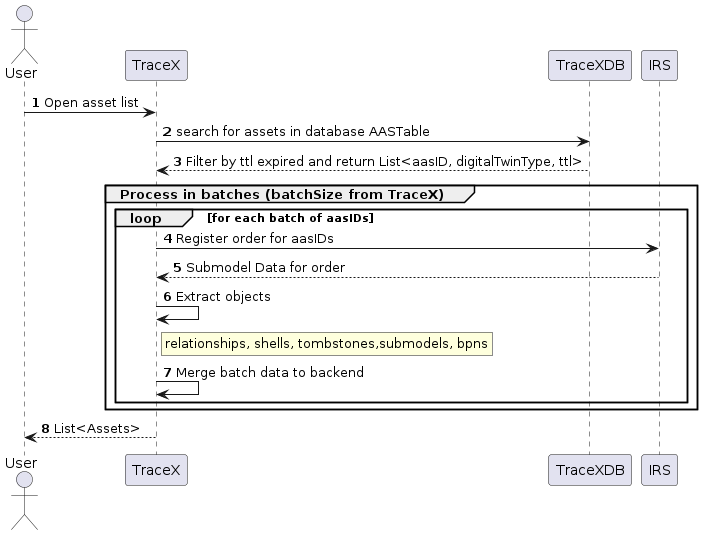 User
TraceX
TraceXDB
IRS
1 Open asset list
2 search for assets in database AASTable
3 Filter by ttl expired and return List<aasID, digitalTwinType, ttl>
Process in batches (batchSize from TraceX)
loop [for each batch of aasIDs]
4 Register order for aasIDs
5 Submodel Data for order
6 Extract objects
relationships, shells, tombstones,submodels, bpns
7 Merge batch data to backend
8 List<Assets>
User
TraceX
TraceXDB
IRS